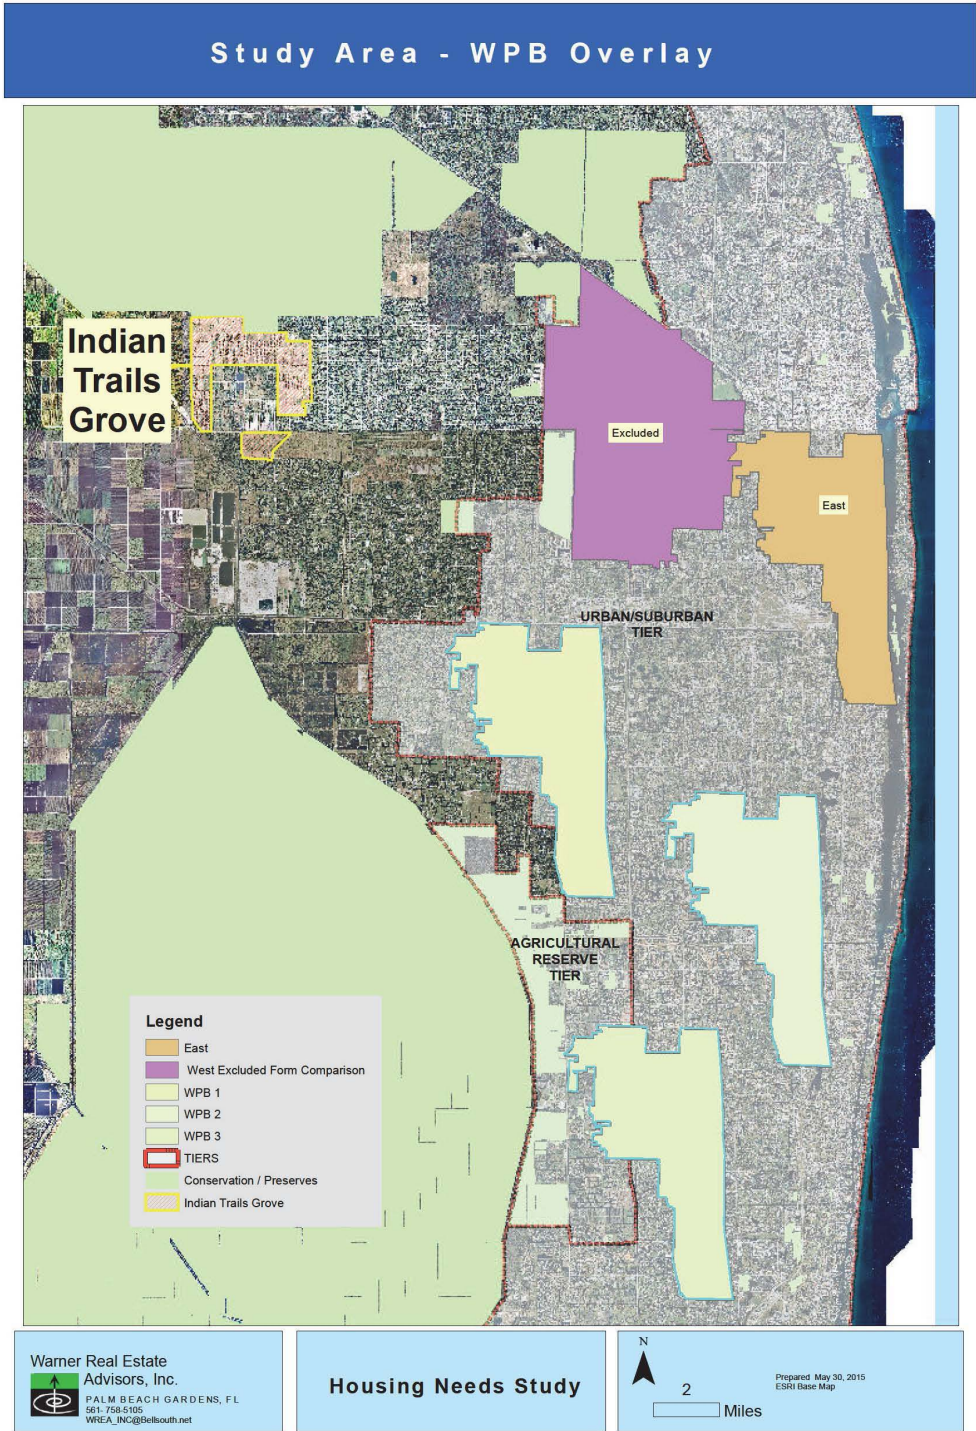 Study Area - WPB Overlay
Indian
Trails
Grove
Excluded
East
URBAN/SUBURBAN
TIER
AGRICULTURAL
RESERVE
TIER
Legend
East
West Excluded Form Comparison
WPB 1
WPB 2
WPB 3
TIERS
Conservation / Preserves
Indian Trails Grove
Warner Real Estate
Advisors, Inc.
PALM BEACH GARDENS, FL
561- 758-5105
WREA_INC@Bellsouth.net
Housing Needs Study
N
2
Miles
Prepared May 30, 2015
ESRI Base Map